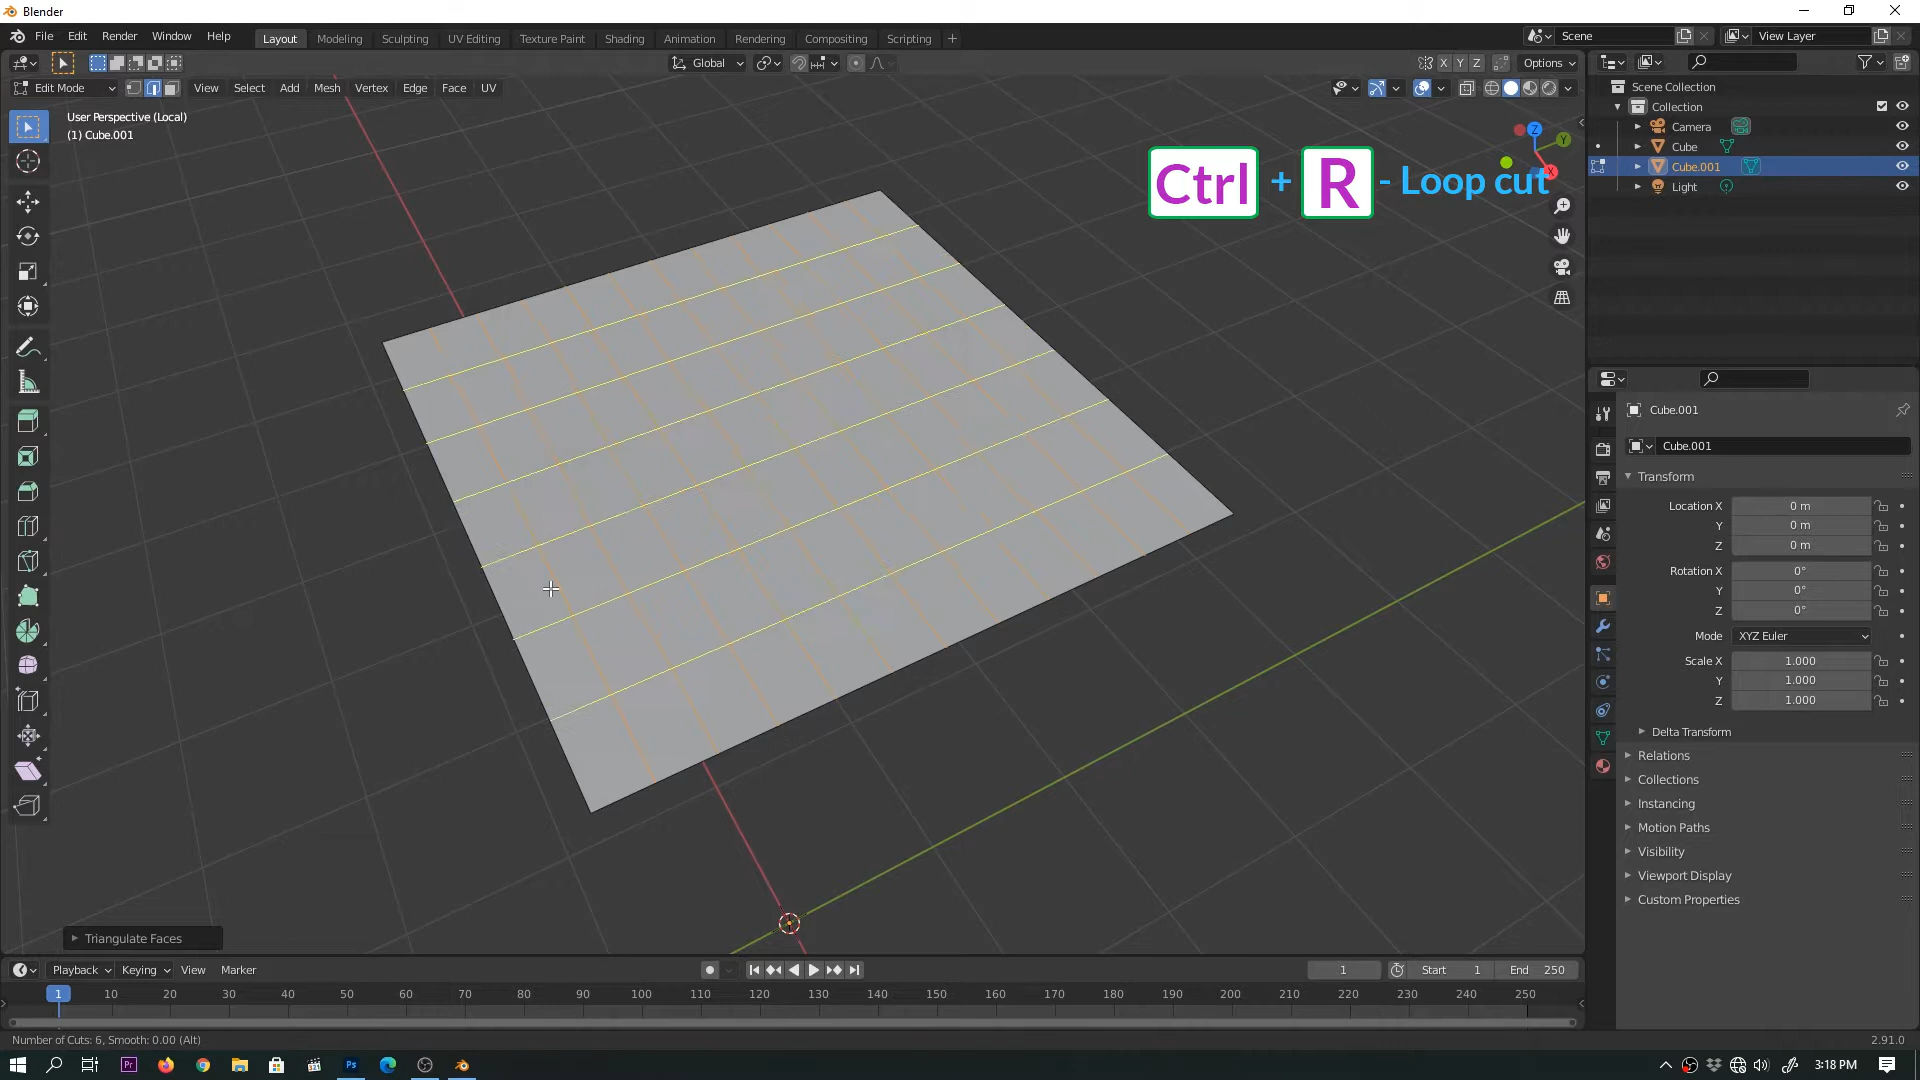 Blender
File Edit Render Window Help
Layout Modeling Sculpting UV Editing Texture Paint Shading Animation Rendering Compositing Scripting +
Scene
View Layer
Global
X Y Z
Options
Edit Mode
View Select Add Mesh Vertex Edge Face UV
User Perspective (Local)
(1) Cube.001
Ctrl + R - Loop cut
Z
Y
X
Scene Collection
Collection
Camera
Cube
Cube.001
Light
Cube.001
Cube.001
Transform
Location X 0 m
Y 0 m
Z 0 m
Rotation X 0°
Y 0°
Z 0°
Mode XYZ Euler
Scale X 1.000
Y 1.000
Z 1.000
Delta Transform
Relations
Collections
Instancing
Motion Paths
Visibility
Viewport Display
Custom Properties
Triangulate Faces
Playback Keying View Marker
1 Start 1 End 250
1 10 20 30 40 50 60 70 80 90 100 110 120 130 140 150 160 170 180 190 200 210 220 230 240 250
Number of Cuts: 6, Smooth: 0.00 (Alt)
2.91.0
Pr
321
Ps
3:18 PM